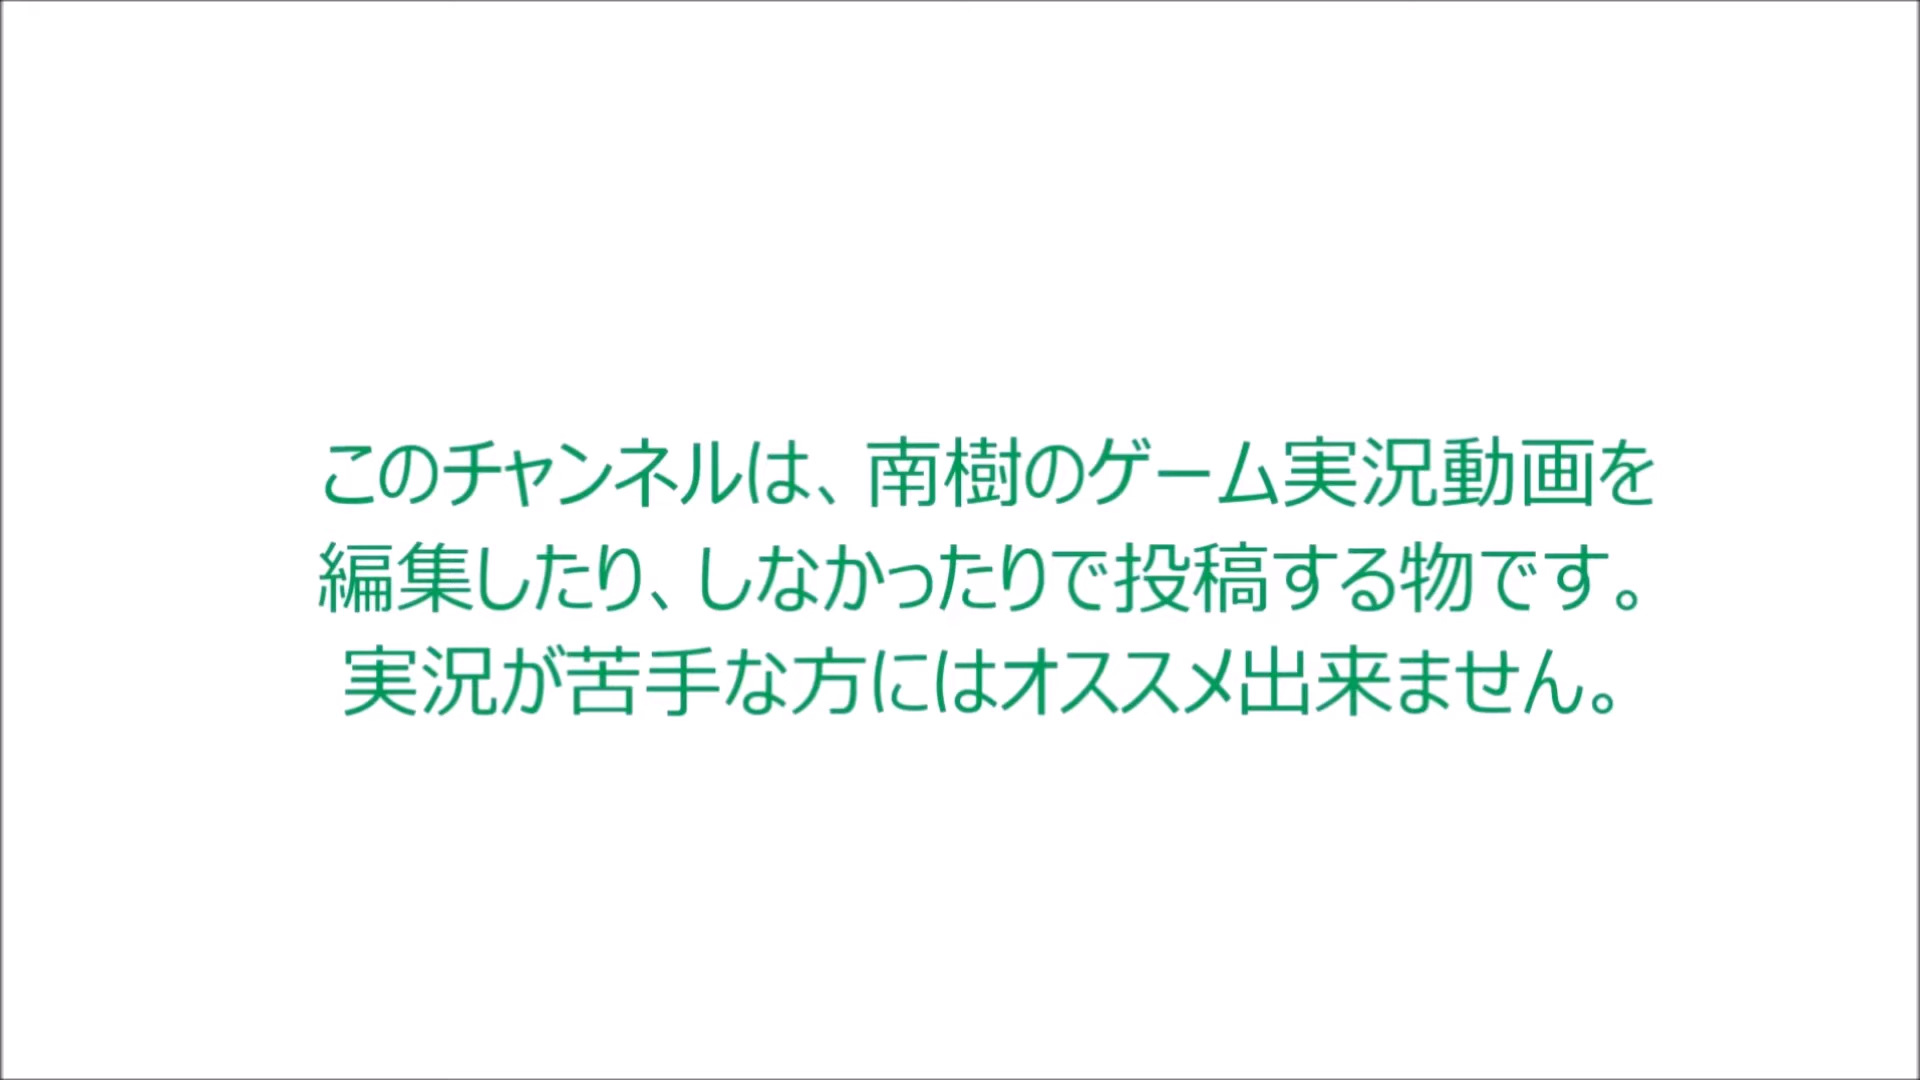 このチャンネルは、南樹のゲーム実況動画を
編集したり、しなかったりで投稿する物です。
実況が苦手な方にはオススメ出来ません。